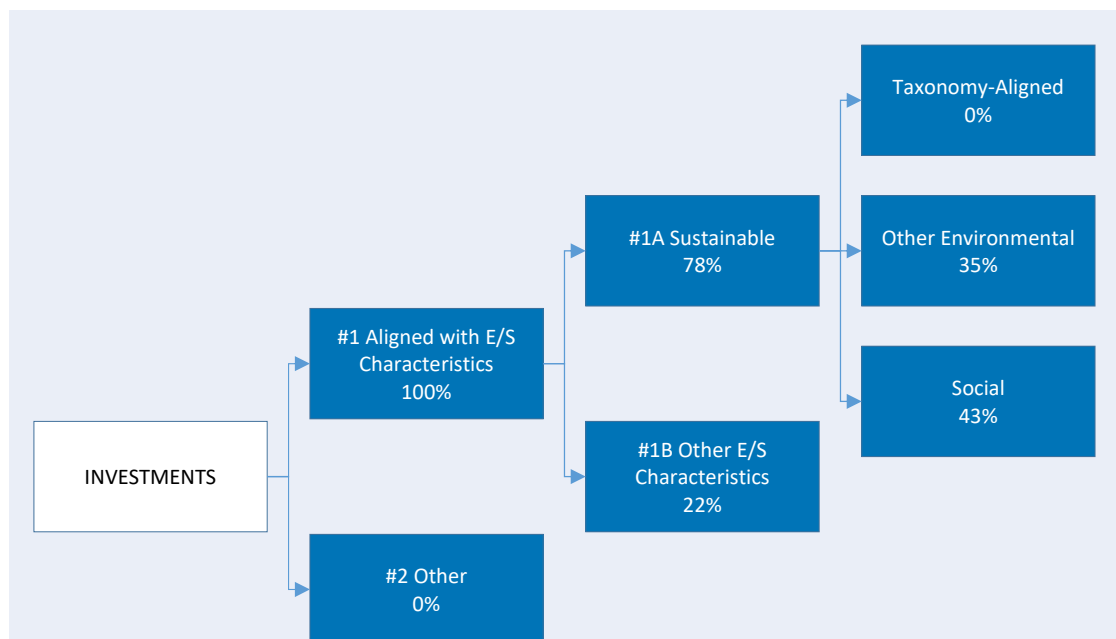 INVESTMENTS
#1 Aligned with E/S
Characteristics
100%
#2 Other
0%
#1A Sustainable
78%
#1B Other E/S
Characteristics
22%
Taxonomy-Aligned
0%
Other Environmental
35%
Social
43%